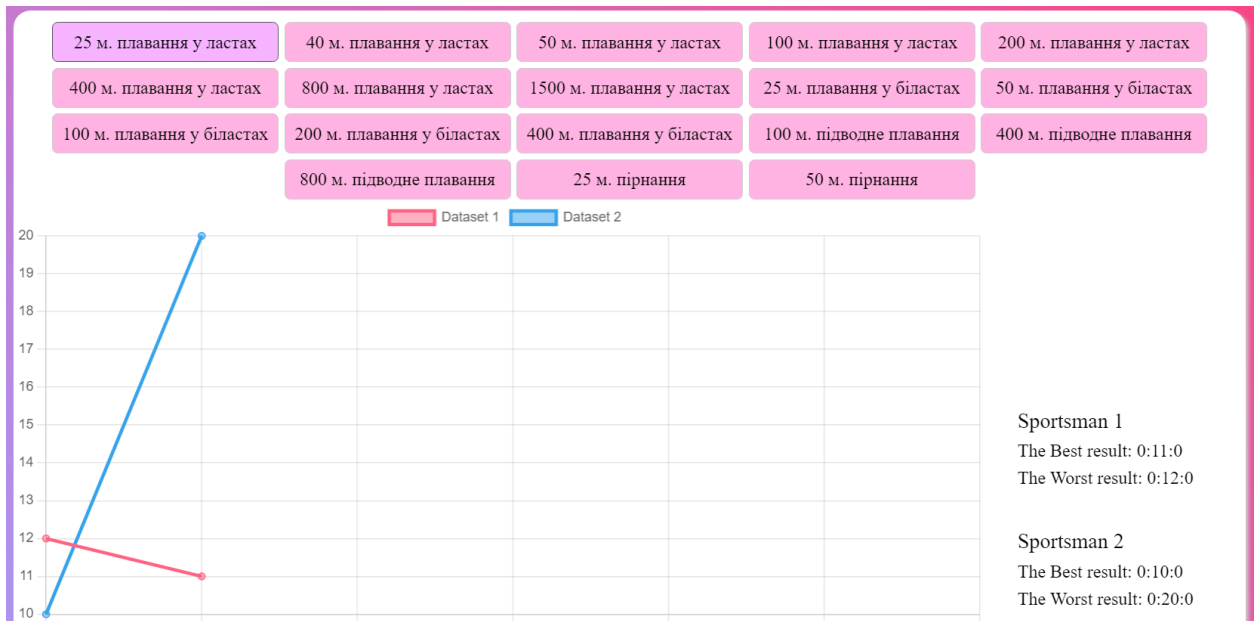 25 м. плавання у ластах
40 м. плавання у ластах
50 м. плавання у ластах
100 м. плавання у ластах
200 м. плавання у ластах
400 м. плавання у ластах
800 м. плавання у ластах
1500 м. плавання у ластах
25 м. плавання у біластах
50 м. плавання у біластах
100 м. плавання у біластах
200 м. плавання у біластах
400 м. плавання у біластах
100 м. підводне плавання
400 м. підводне плавання
800 м. підводне плавання
25 м. пірнання
50 м. пірнання
Dataset 1
Dataset 2
20
19
18
17
16
15
14
13
12
11
10
Sportsman 1
The Best result: 0:11:0
The Worst result: 0:12:0
Sportsman 2
The Best result: 0:10:0
The Worst result: 0:20:0